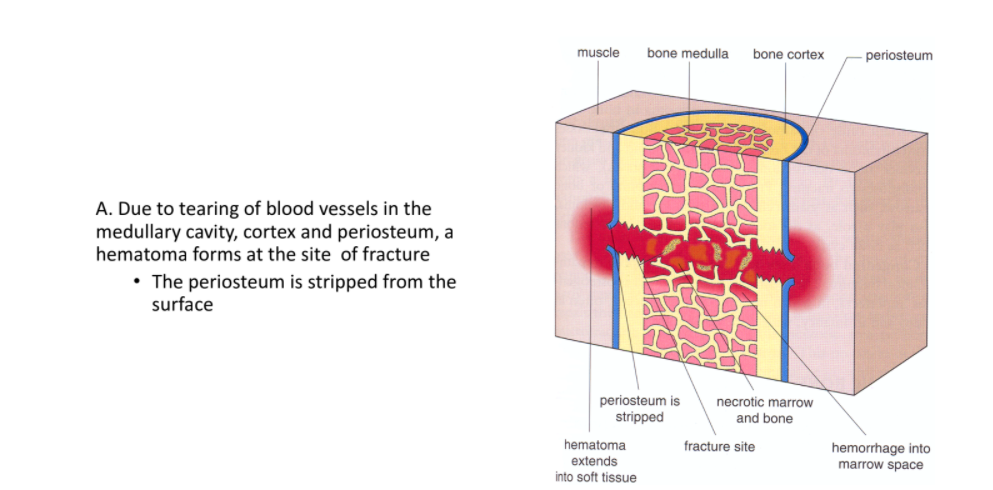 A. Due to tearing of blood vessels in the
medullary cavity, cortex and periosteum, a
hematoma forms at the site of fracture
• The periosteum is stripped from the
surface
muscle
bone medulla
bone cortex
periosteum
periosteum is
stripped
necrotic marrow
and bone
hematoma
extends
into soft tissue
fracture site
hemorrhage into
marrow space